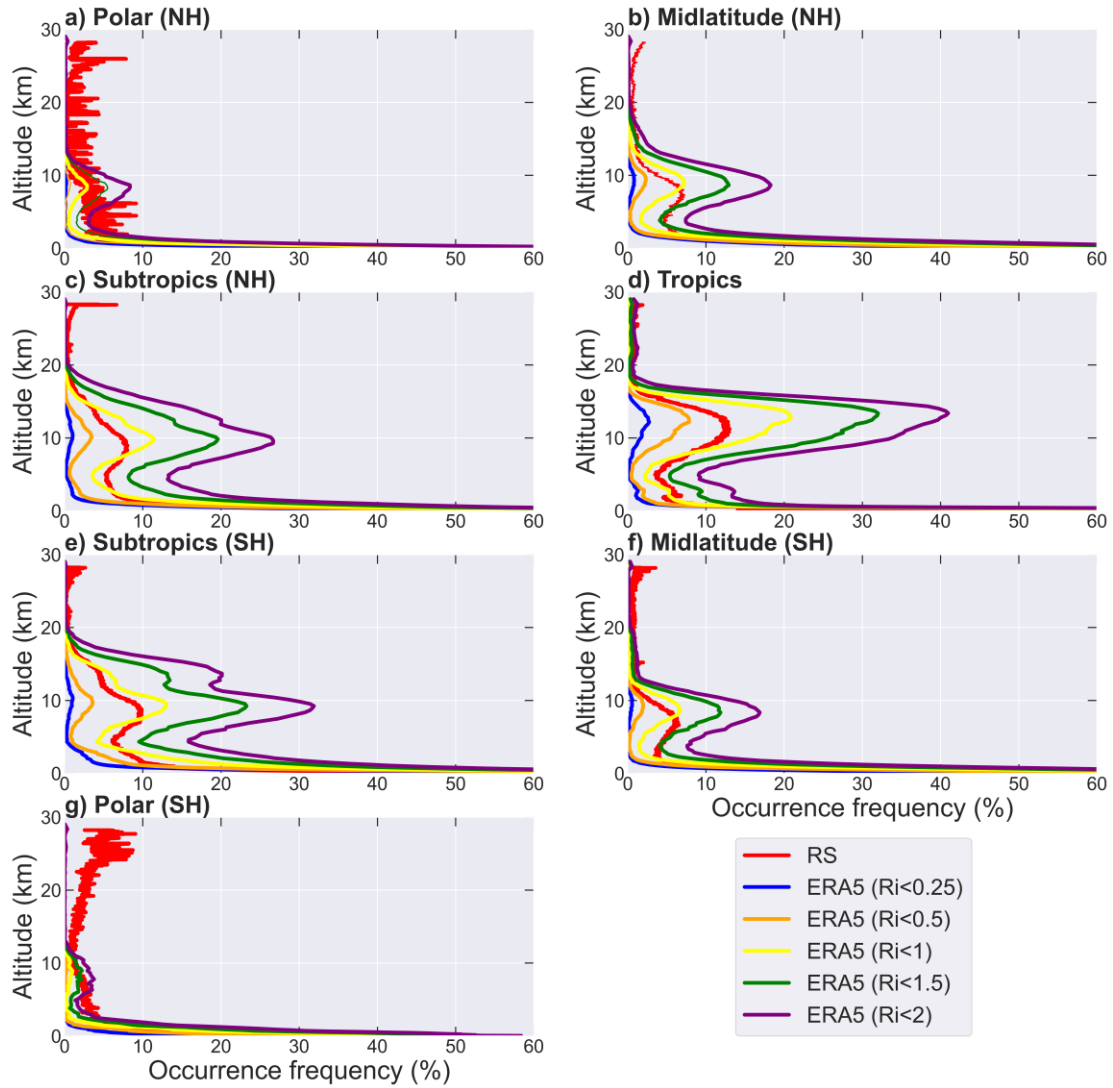 a) Polar (NH)
30
20
10
0
Altitude (km)
0 10 20 30 40 50 60
b) Midlatitude (NH)
30
20
10
0
Altitude (km)
0 10 20 30 40 50 60
c) Subtropics (NH)
30
20
10
0
Altitude (km)
0 10 20 30 40 50 60
d) Tropics
30
20
10
0
Altitude (km)
0 10 20 30 40 50 60
e) Subtropics (SH)
30
20
10
0
Altitude (km)
0 10 20 30 40 50 60
f) Midlatitude (SH)
30
20
10
0
Altitude (km)
0 10 20 30 40 50 60
Occurrence frequency (%)
g) Polar (SH)
30
20
10
0
Altitude (km)
0 10 20 30 40 50 60
Occurrence frequency (%)
RS
ERA5 (Ri<0.25)
ERA5 (Ri<0.5)
ERA5 (Ri<1)
ERA5 (Ri<1.5)
ERA5 (Ri<2)